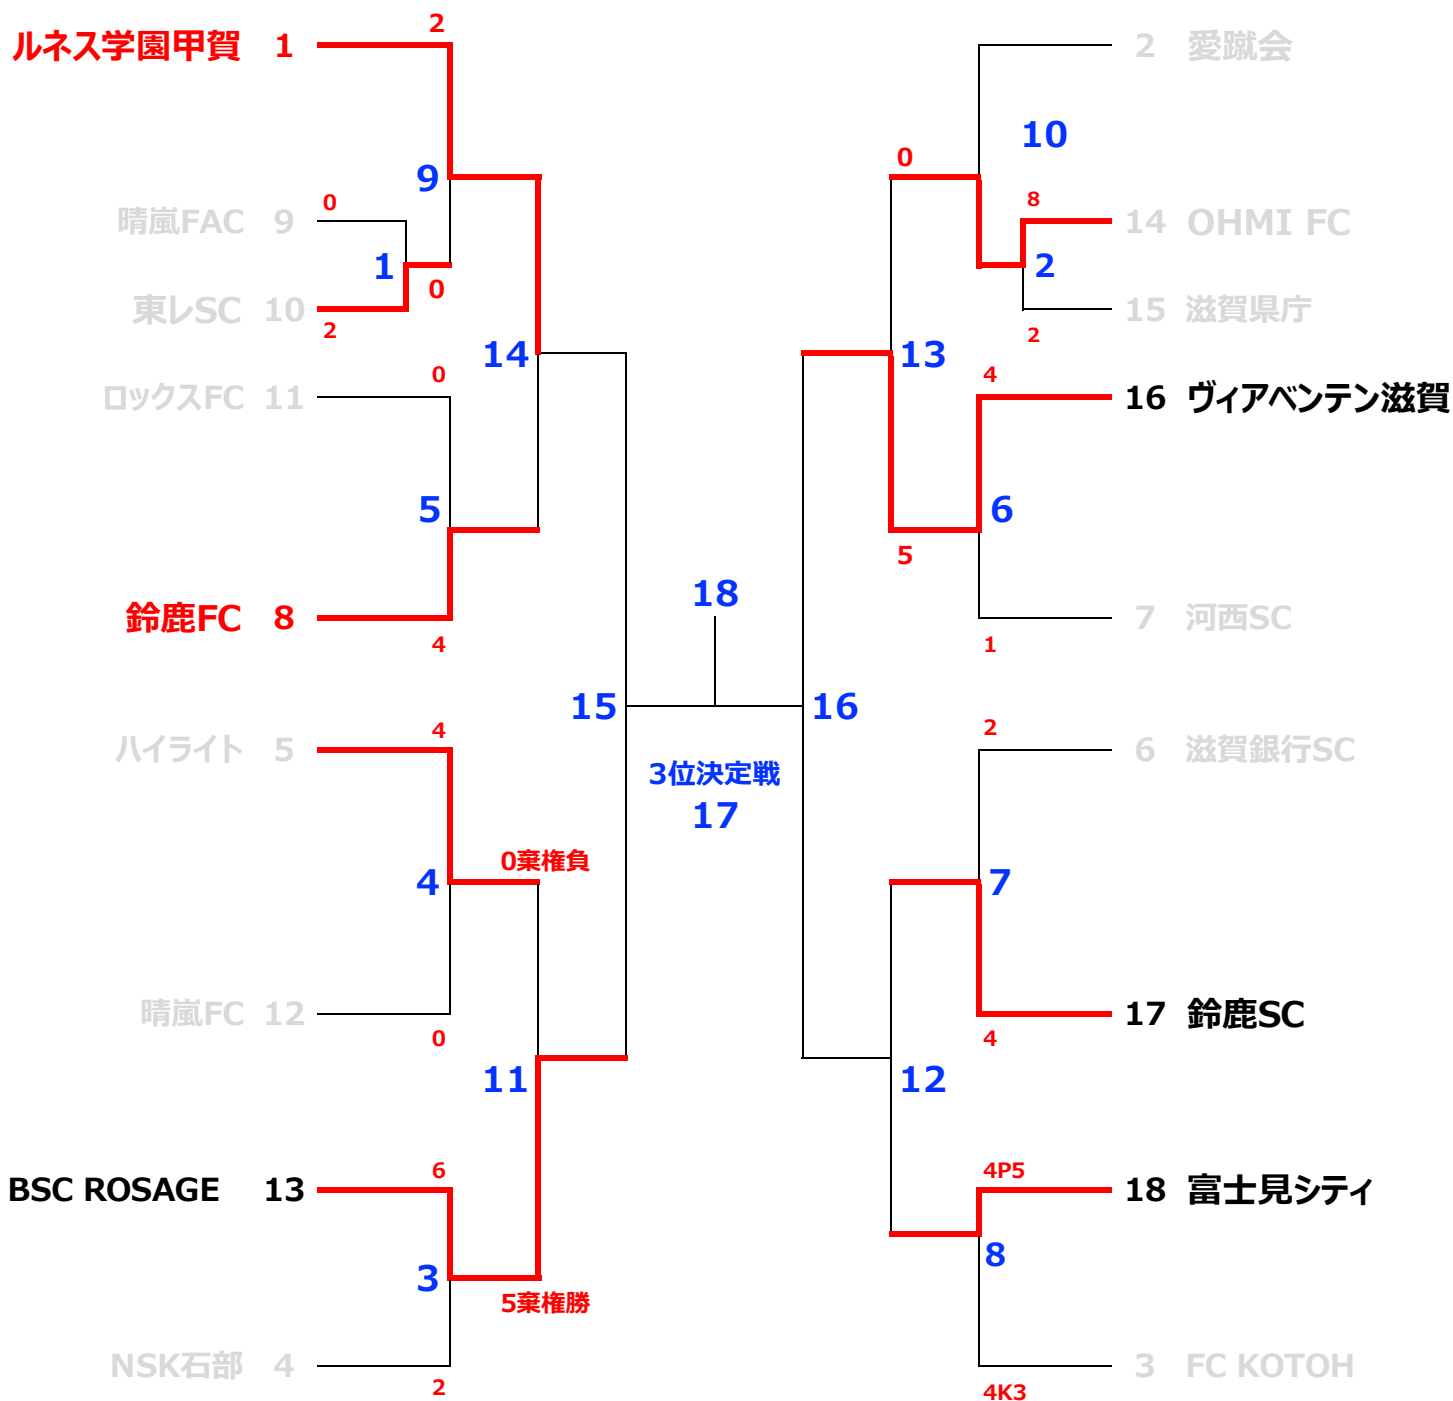 2
ルネス学園甲賀 1
2 愛蹴会
10
0
9
0
8
晴嵐FAC 9
14 OHMI FC
1
2
0
東レSC 10
15 滋賀県庁
2
2
14
13
0
4
ロックスFC 11
16 ヴィアベンテン滋賀
5
6
5
18
鈴鹿FC 8
7 河西SC
4
1
15
16
4
2
ハイライト 5
6 滋賀銀行SC
3位決定戦
17
0棄権負
4
7
晴嵐FC 12
17 鈴鹿SC
0
4
11
12
6
4P5
BSC ROSAGE 13
18 富士見シティ
8
3
5棄権勝
NSK石部 4
3 FC KOTOH
2
4K3